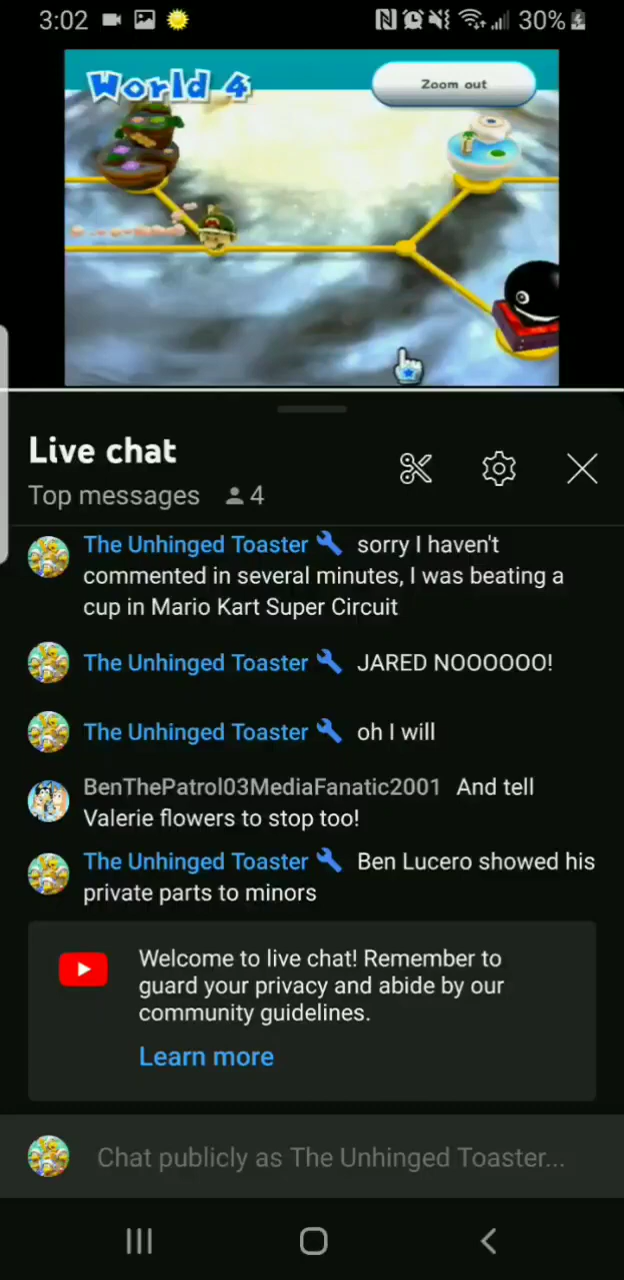 3:02
30%
World 4
Zoom out
Live chat
Top messages 4
The Unhinged Toaster sorry I haven't
commented in several minutes, I was beating a
cup in Mario Kart Super Circuit
The Unhinged Toaster JARED NOOOOOO!
The Unhinged Toaster oh I will
BenThePatrol03MediaFanatic2001 And tell
Valerie flowers to stop too!
The Unhinged Toaster Ben Lucero showed his
private parts to minors
Welcome to live chat! Remember to
guard your privacy and abide by our
community guidelines.
Learn more
Chat publicly as The Unhinged Toaster...